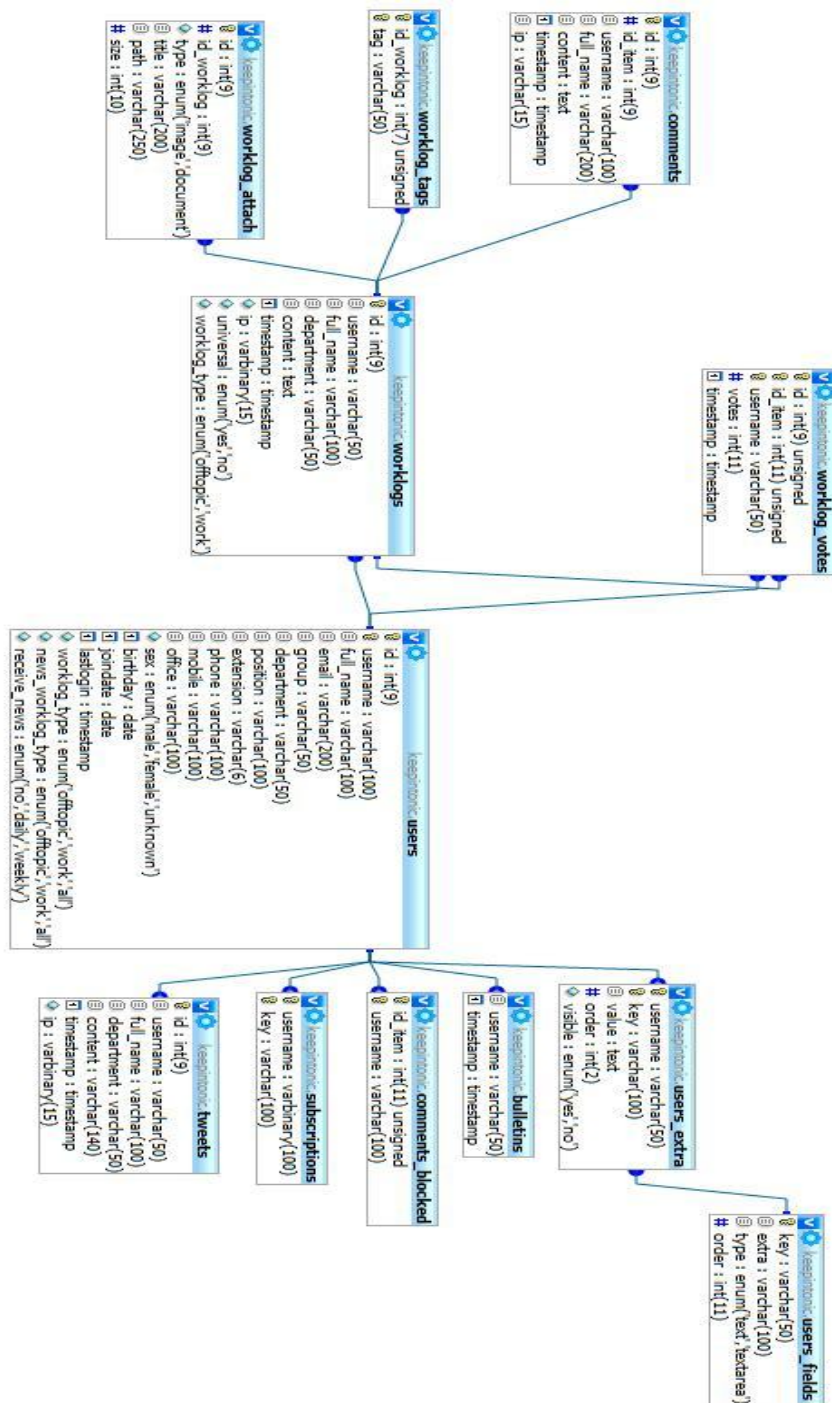 keepintonic.comments
id : int(9)
id_item : int(9)
username : varchar(100)
full_name : varchar(200)
content : text
timestamp : timestamp
ip : varchar(15)
keepintonic.worklog_tags
id_worklog : int(7) unsigned
tag : varchar(50)
keepintonic.worklog_attach
id : int(9)
id_worklog : int(9)
type : enum('image','document')
title : varchar(200)
path : varchar(250)
size : int(10)
keepintonic.worklog_votes
id : int(9) unsigned
id_item : int(11) unsigned
username : varchar(50)
votes : int(11)
timestamp : timestamp
keepintonic.worklogs
id : int(9)
username : varchar(50)
full_name : varchar(100)
department : varchar(50)
content : text
timestamp : timestamp
ip : varbinary(15)
universal : enum('yes','no')
worklog_type : enum('offtopic','work')
keepintonic.users
id : int(9)
username : varchar(100)
full_name : varchar(100)
email : varchar(200)
group : varchar(50)
department : varchar(50)
position : varchar(100)
extension : varchar(6)
phone : varchar(100)
mobile : varchar(100)
office : varchar(100)
sex : enum('male','female','unknown')
birthday : date
joindate : date
lastlogin : timestamp
worklog_type : enum('offtopic','work','all')
news_worklog_type : enum('offtopic','work','all')
receive_news : enum('no','daily','weekly')
keepintonic.users_extra
username : varchar(50)
key : varchar(100)
value : text
order : int(2)
visible : enum('yes','no')
keepintonic.bulletins
username : varchar(50)
timestamp : timestamp
keepintonic.comments_blocked
id_item : int(11) unsigned
username : varchar(100)
keepintonic.subscriptions
username : varbinary(100)
key : varchar(100)
keepintonic.tweets
id : int(9)
username : varchar(50)
full_name : varchar(100)
department : varchar(50)
content : varchar(140)
timestamp : timestamp
ip : varbinary(15)
keepintonic.users_fields
key : varchar(50)
extra : varchar(100)
type : enum('text','textarea')
order : int(11)